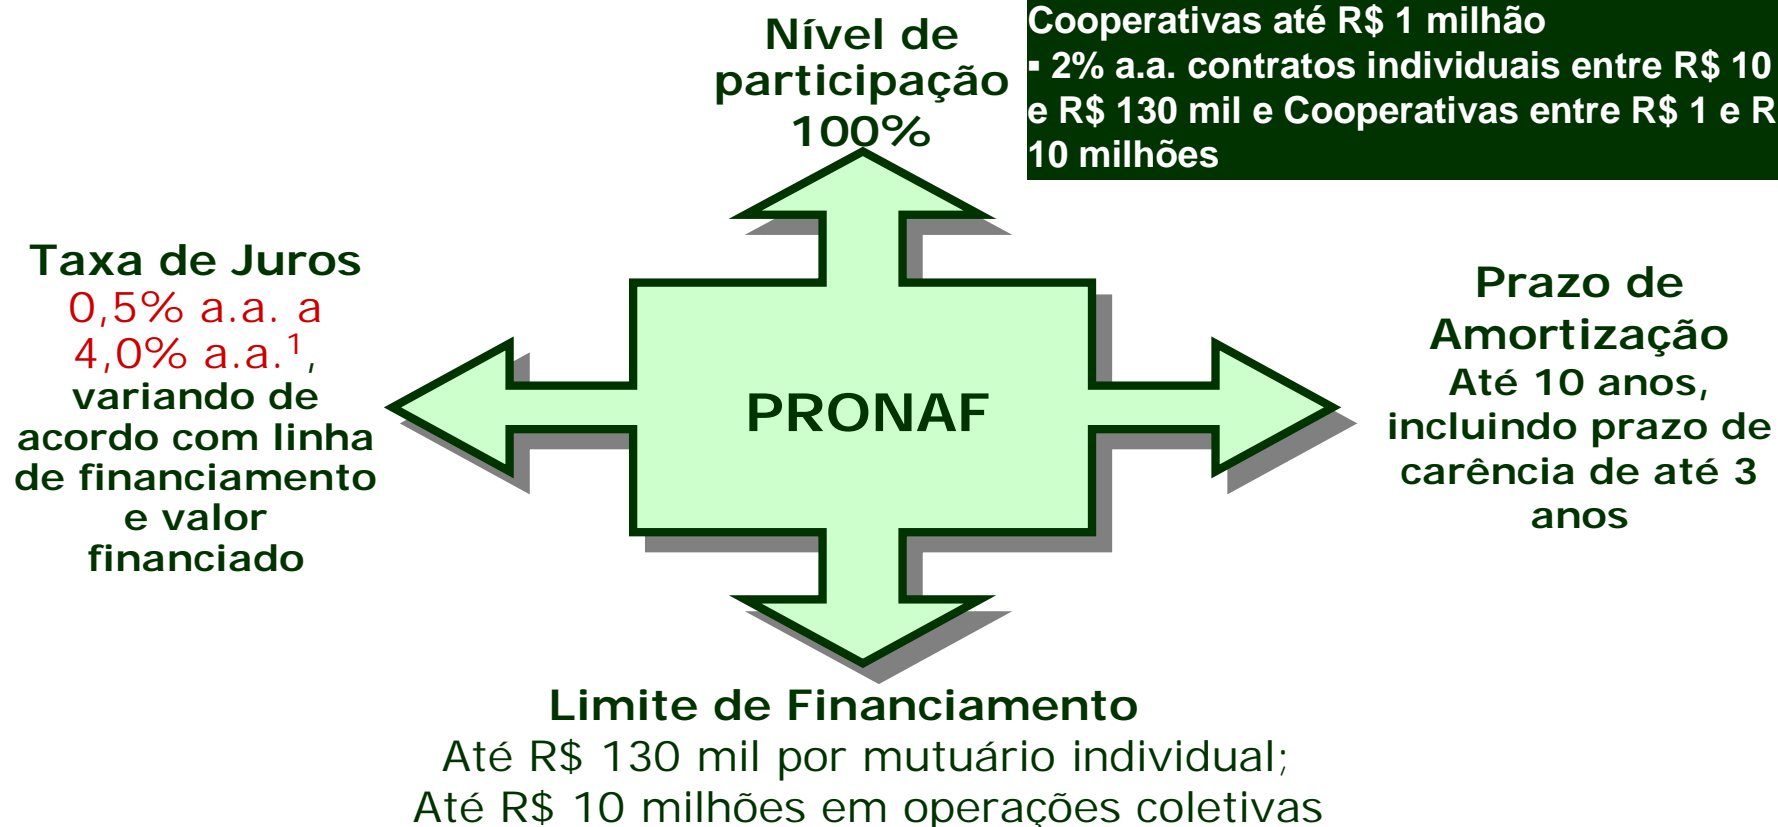 Nível de
participação
100%
Cooperativas até R$ 1 milhão
▪ 2% a.a. contratos individuais entre R$ 10
e R$ 130 mil e Cooperativas entre R$ 1 e R
10 milhões
Taxa de Juros
0,5% a.a. a
4,0% a.a.¹,
variando de
acordo com linha
de financiamento
e valor
financiado
PRONAF
Prazo de
Amortização
Até 10 anos,
incluindo prazo de
carência de até 3
anos
Limite de Financiamento
Até R$ 130 mil por mutuário individual;
Até R$ 10 milhões em operações coletivas